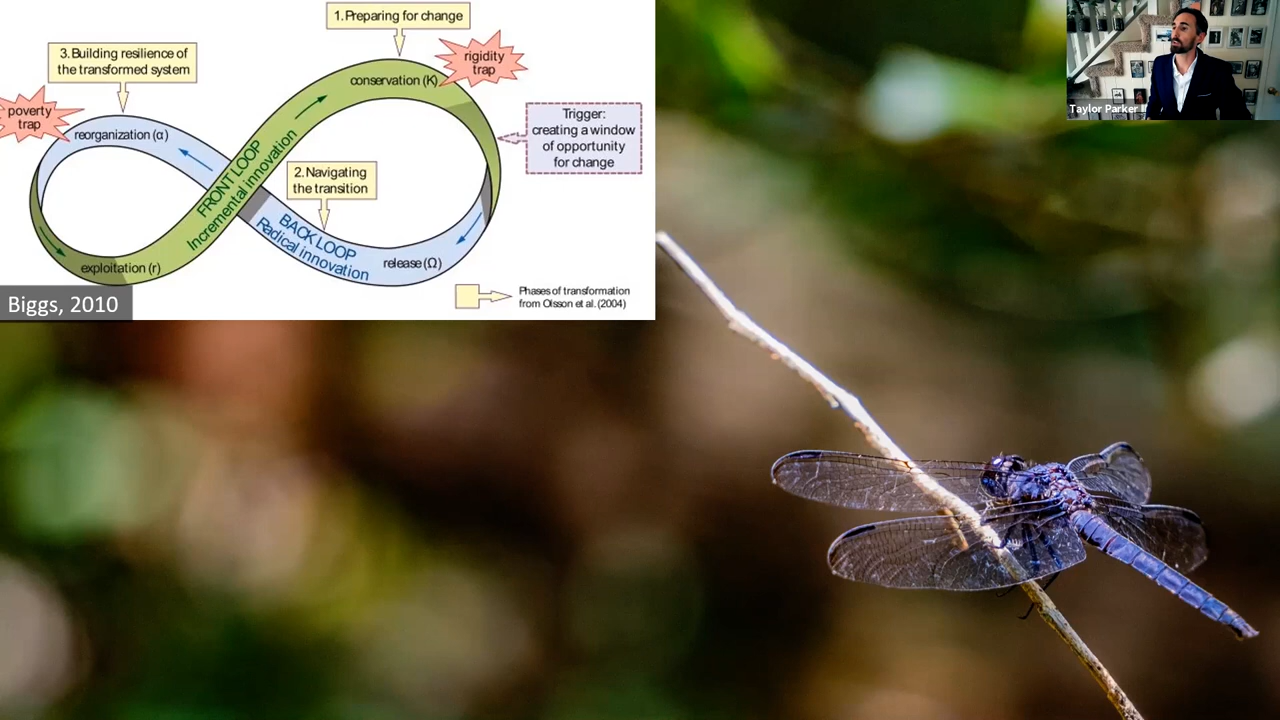 1.Preparing for change
3.Building resilience of
the transformed system
rigidity
trap
conservation (K)
poverty
trap
reorganization (α)
Trigger:
creating a window
of opportunity
for change
FRONT LOOP
Incremental innovation
2.Navigating
the transition
BACK LOOP
Radical innovation
release (Ω)
exploitation (r)
Phases of transformation
from Olsson et al. (2004)
Biggs, 2010
Taylor Parker